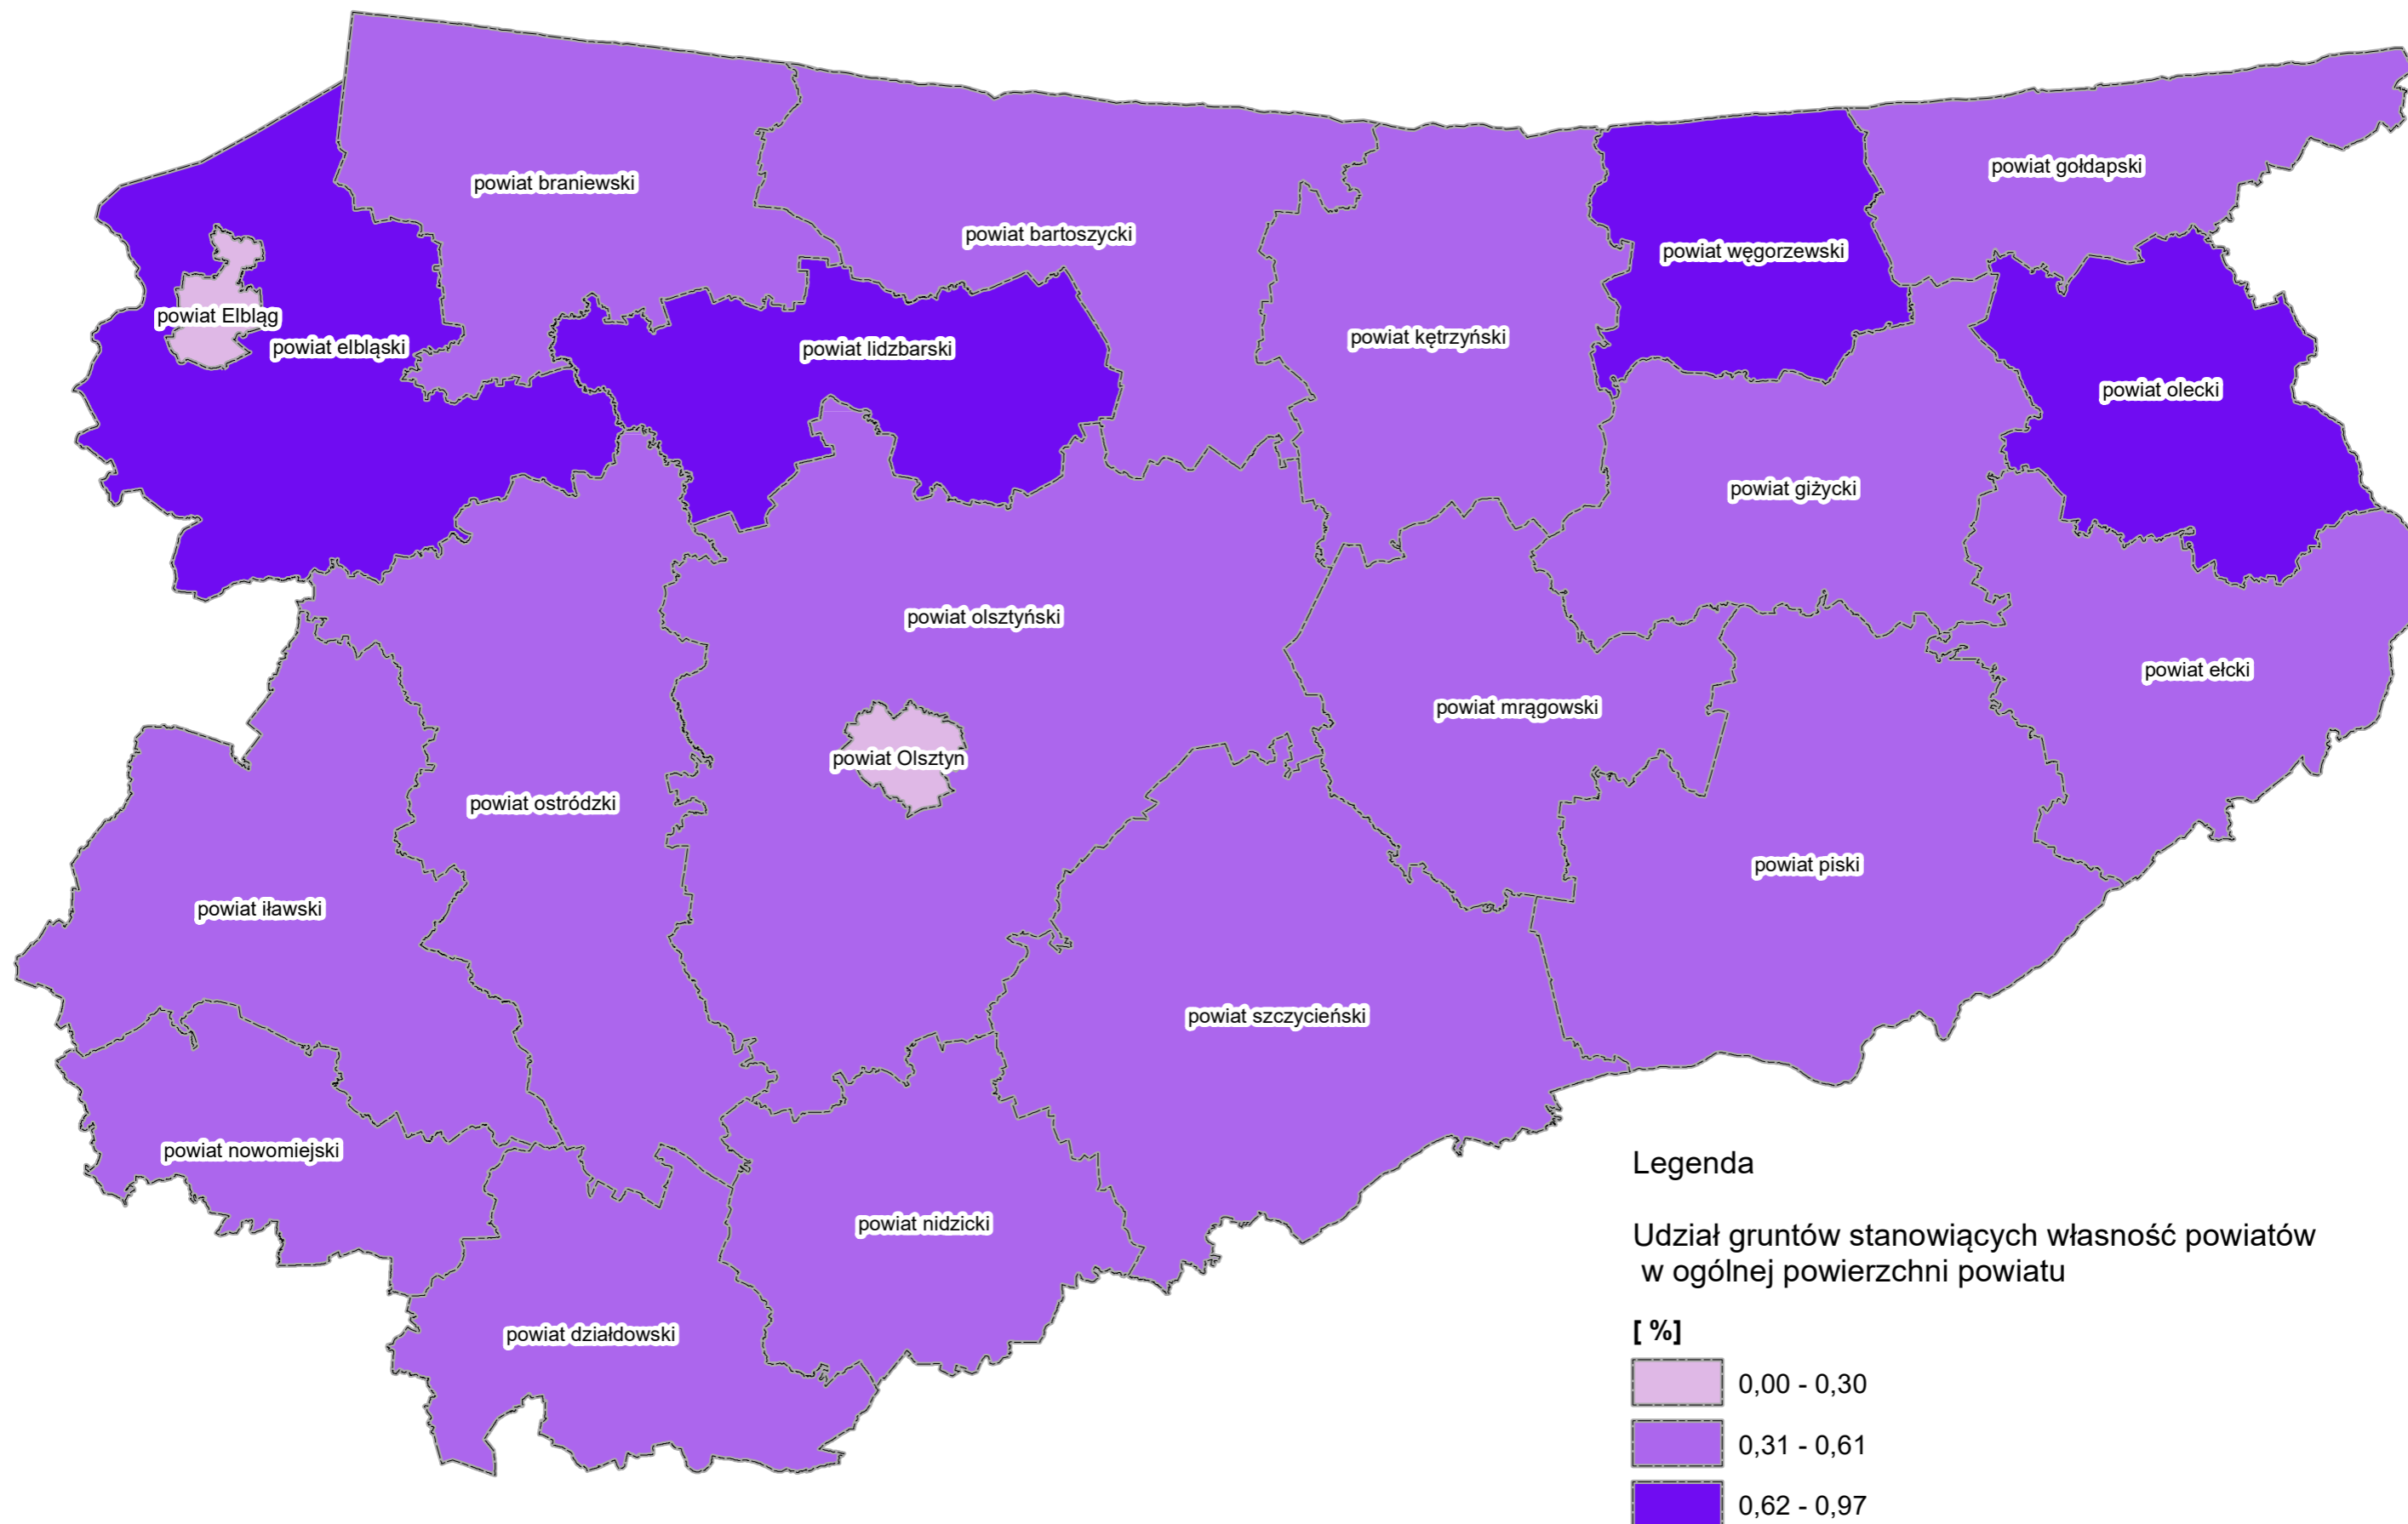 powiat gołdapski
powiat braniewski
powiat bartoszycki
powiat węgorzewski
powiat Elbląg
powiat kętrzyński
powiat elbląski
powiat lidzbarski
powiat olecki
powiat giżycki
powiat olsztyński
powiat ełcki
powiat mrągowski
powiat Olsztyn
powiat ostródzki
powiat piski
powiat iławski
powiat szczycieński
powiat nowomiejski
powiat nidzicki
powiat działdowski
Legenda
Udział gruntów stanowiących własność powiatów
w ogólnej powierzchni powiatu
[ %]
0,00 - 0,30
0,31 - 0,61
0,62 - 0,97